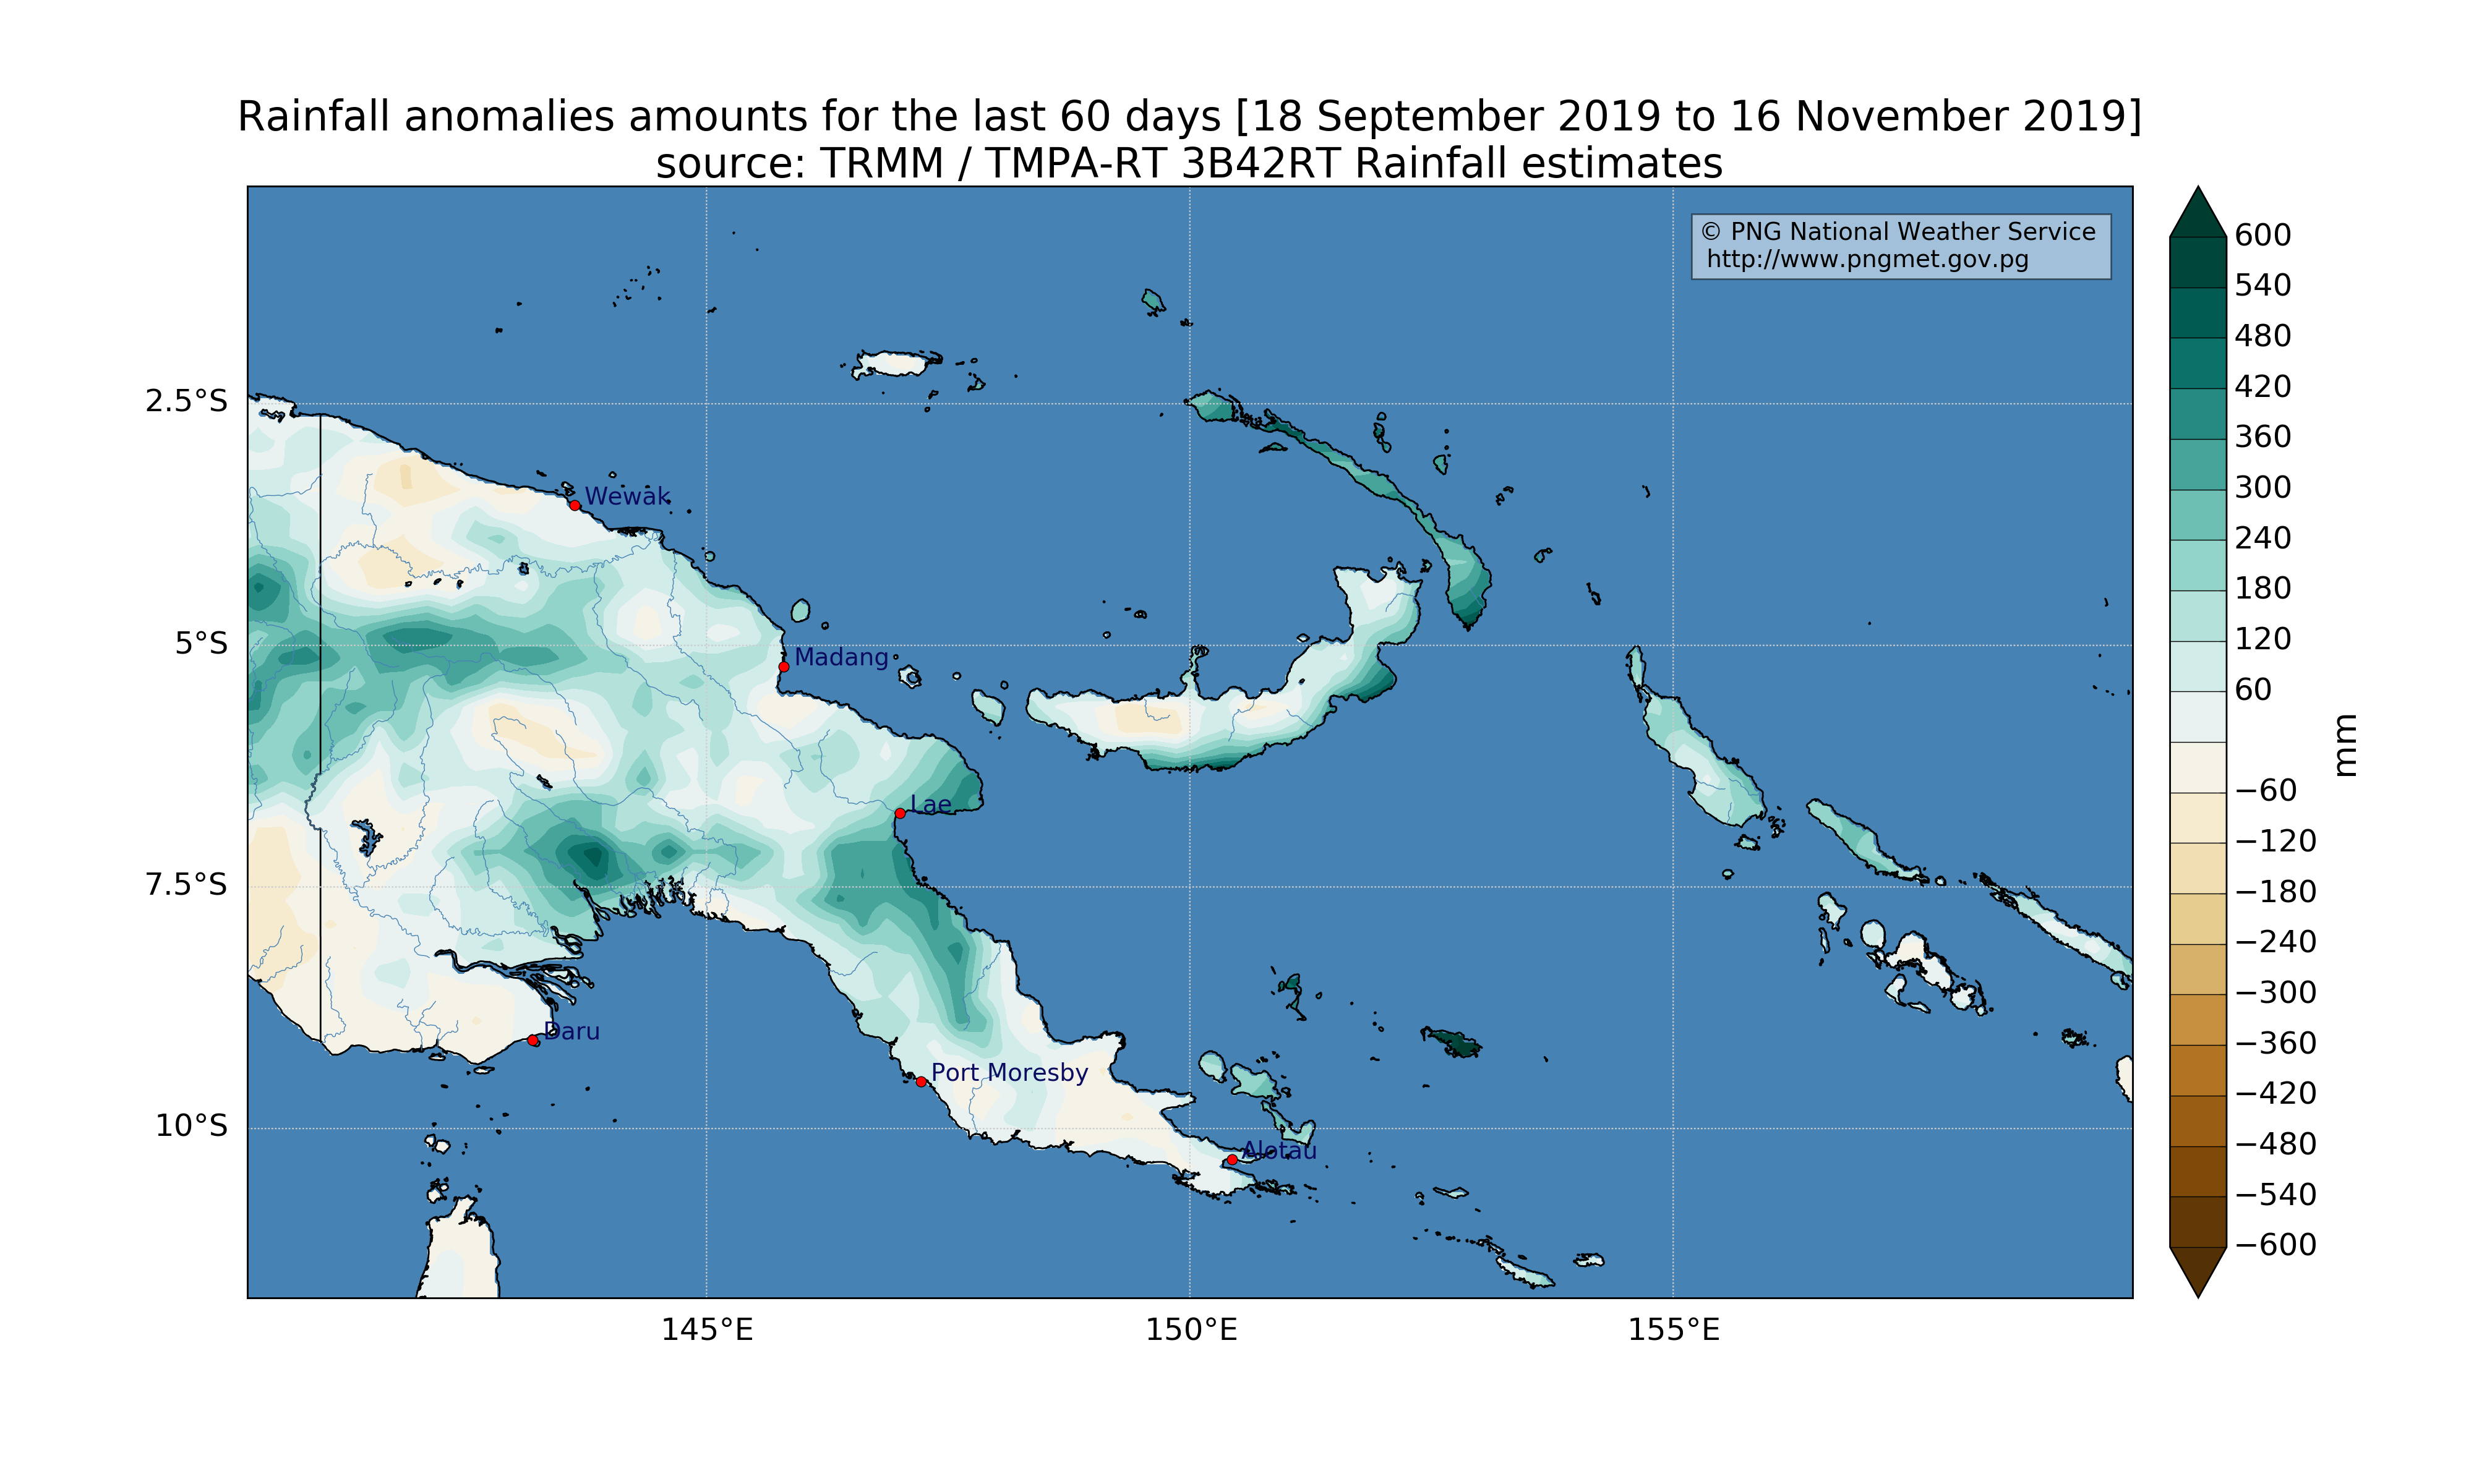 Rainfall anomalies amounts for the last 60 days [18 September 2019 to 16 November 2019]
source: TRMM / TMPA-RT 3B42RT Rainfall estimates
© PNG National Weather Service
http://www.pngmet.gov.pg
2.5°S
5°S
7.5°S
10°S
Wewak
Madang
Lae
Daru
Port Moresby
Alotau
145°E
150°E
155°E
600
540
480
420
360
300
240
180
120
60
−60
−120
−180
−240
−300
−360
−420
−480
−540
−600
mm